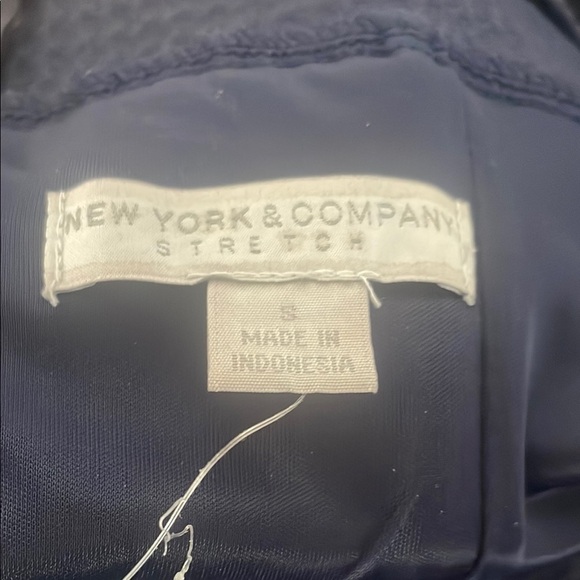 NEW YORK & COMPANY
STRETCH
S
MADE IN
INDONESIA